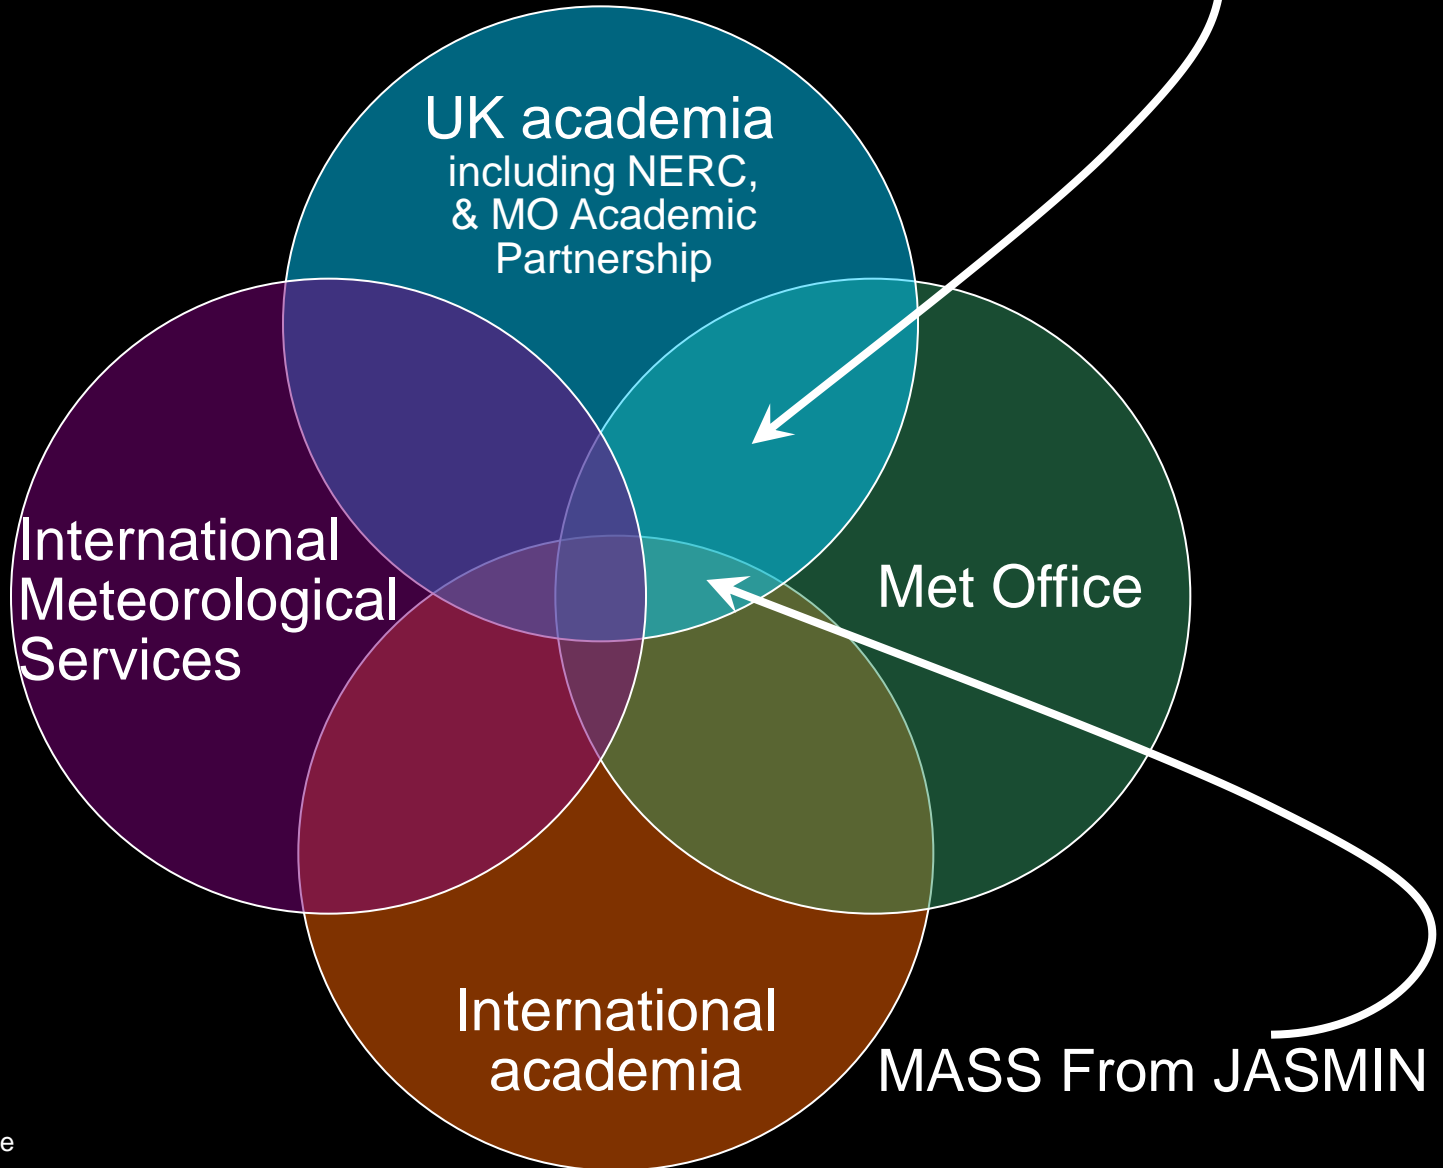 UK academia
including NERC,
& MO Academic
Partnership
International
Meteorological
Services
Met Office
International
academia
MASS From JASMIN
e